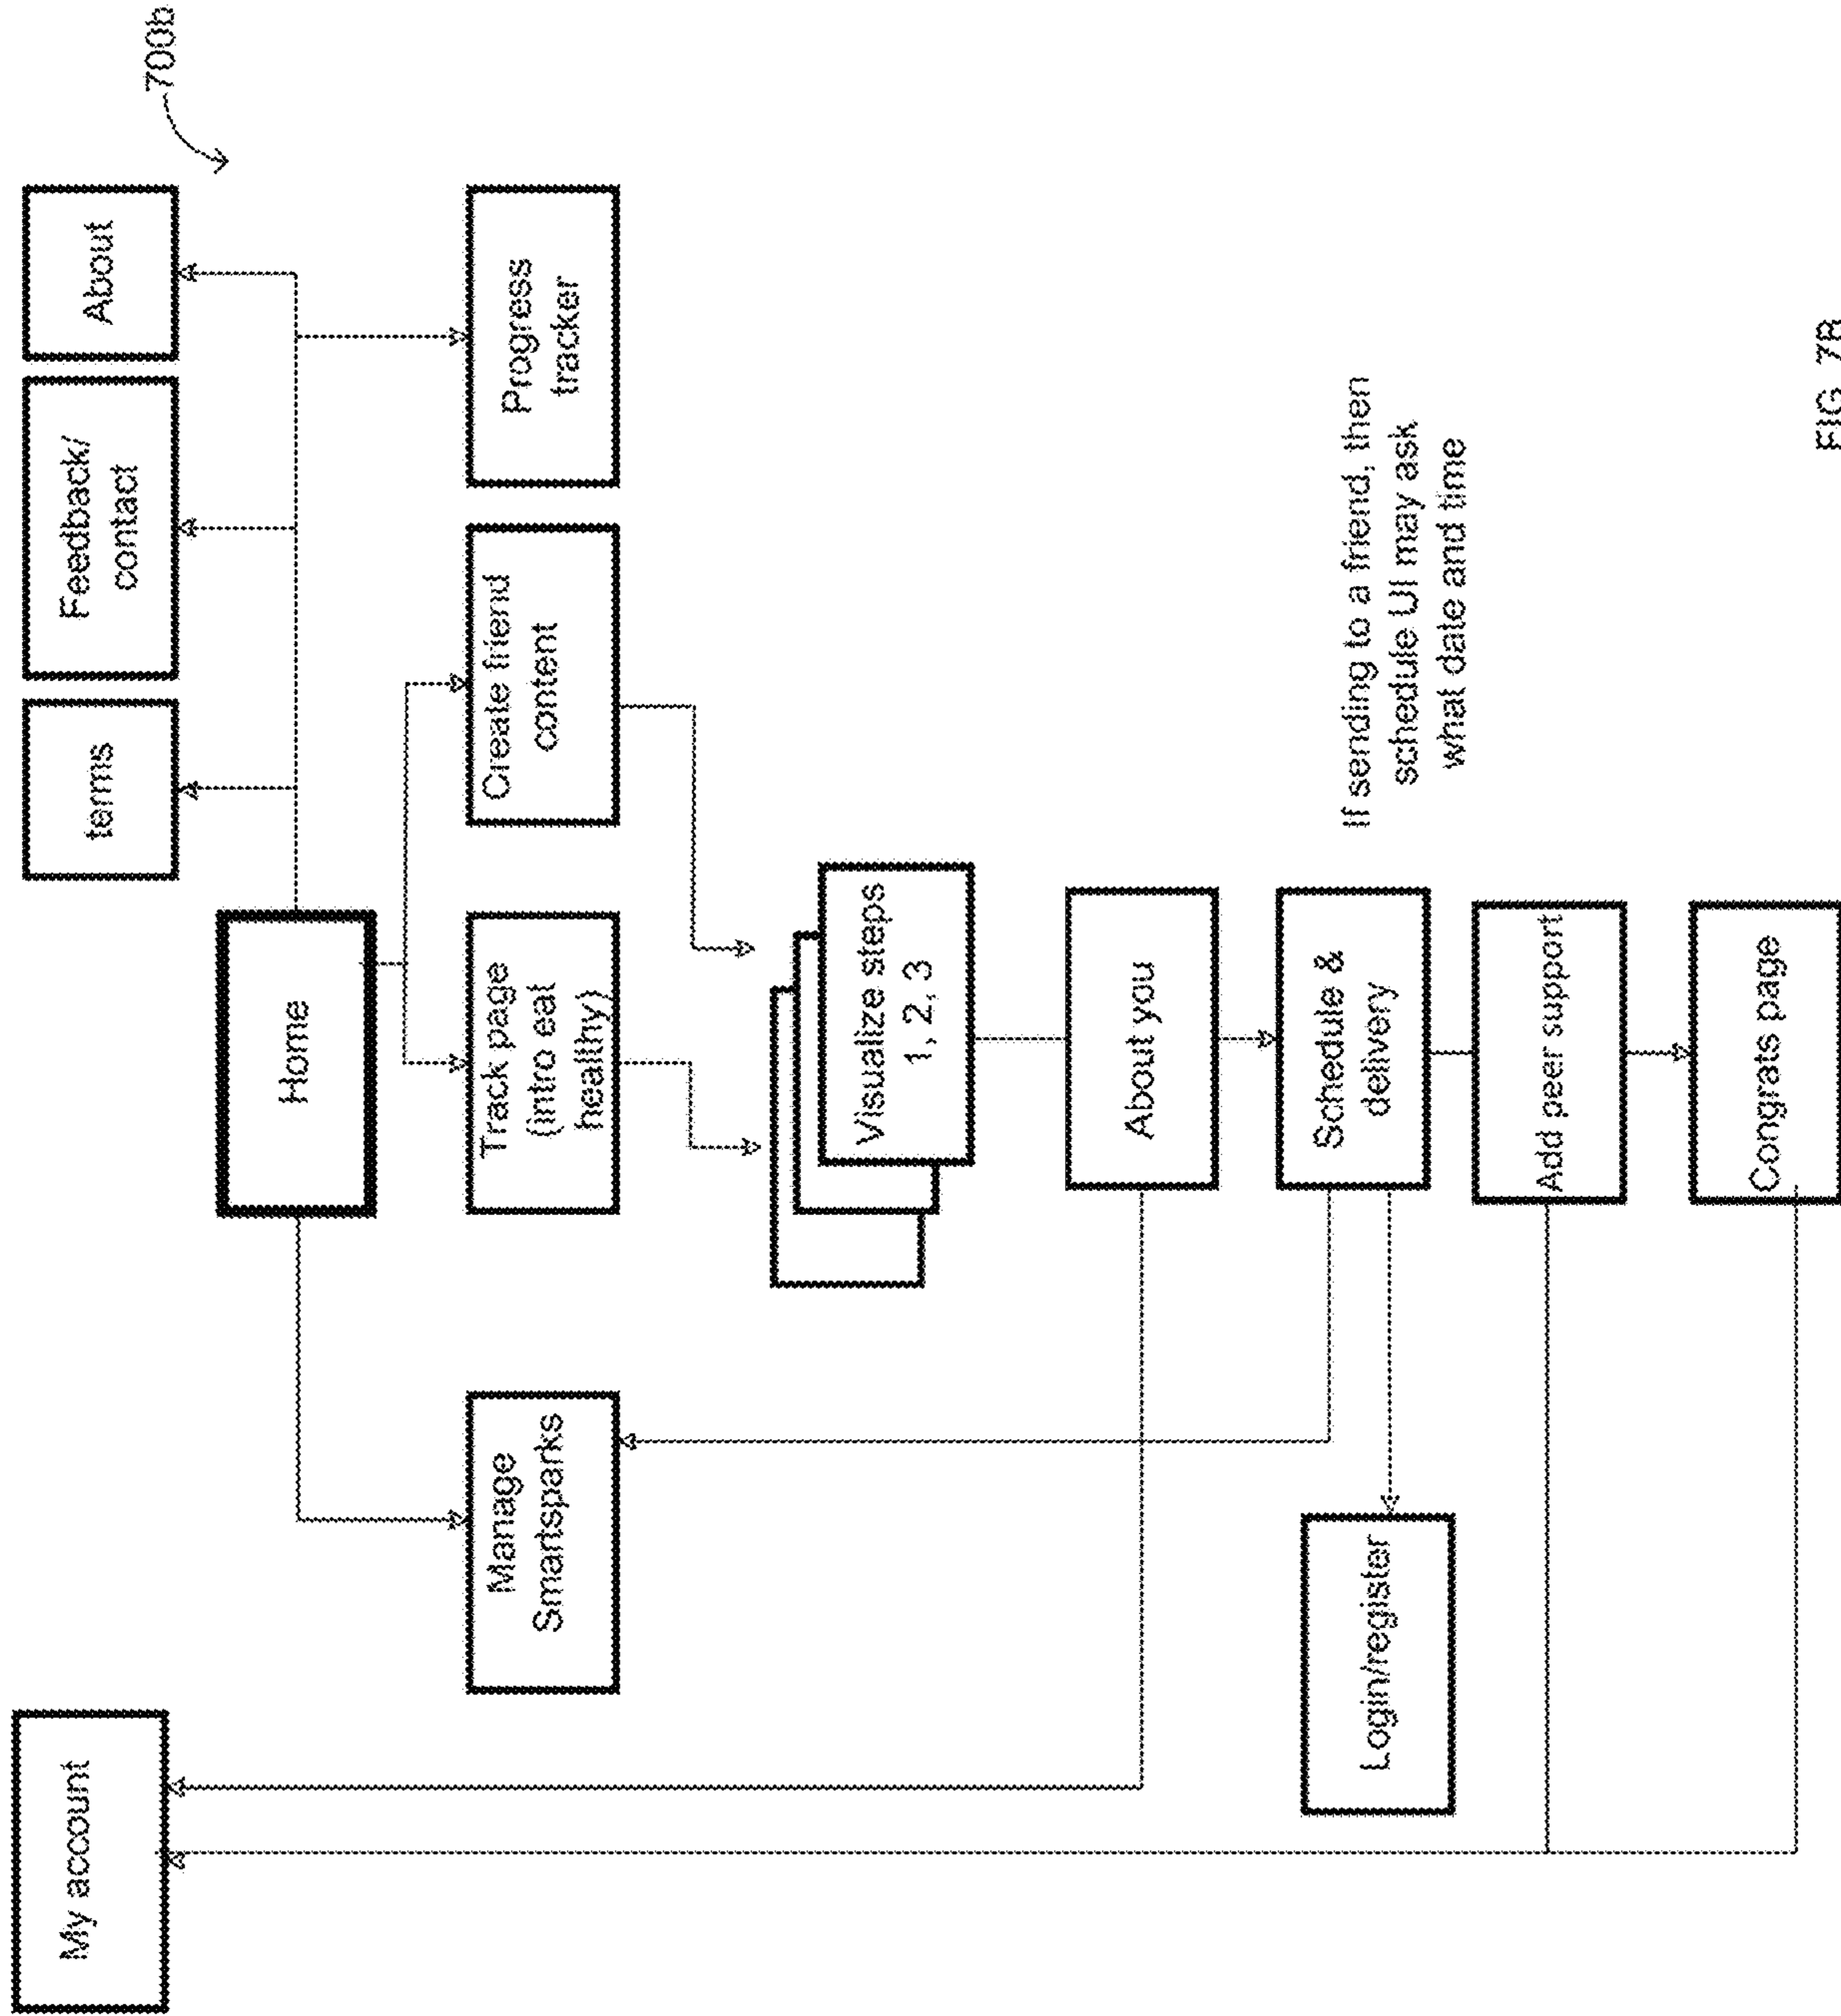 My account
terms
Feedback/
contact
About
700b
Home
Manage
Smartsparks
Track page
(intro eat
healthy)
Create friend
content
Progress
tracker
Visualize steps
1, 2, 3
About you
Schedule &
delivery
If sending to a friend, then
schedule UI may ask
what date and time
Login/register
Add peer support
Congrats page
FIG. 7B